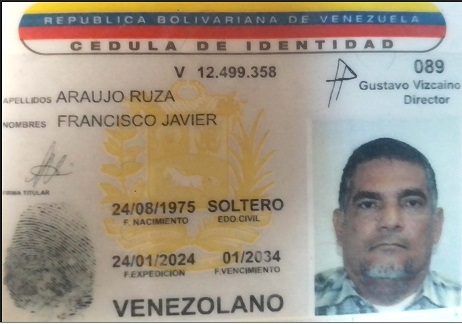 REPUBLICA BOLIVARIANA DE VENEZUELA
CEDULA DE IDENTIDAD
V 12.499.358
089
Gustavo Vizcaino
Director
APELLIDOS ARAUJO RUZA
NOMBRES FRANCISCO JAVIER
FIRMA TITULAR
24/08/1975 SOLTERO
F. NACIMIENTO EDO.CIVIL
24/01/2024 01/2034
F.EXPEDICION F.VENCIMIENTO
VENEZOLANO